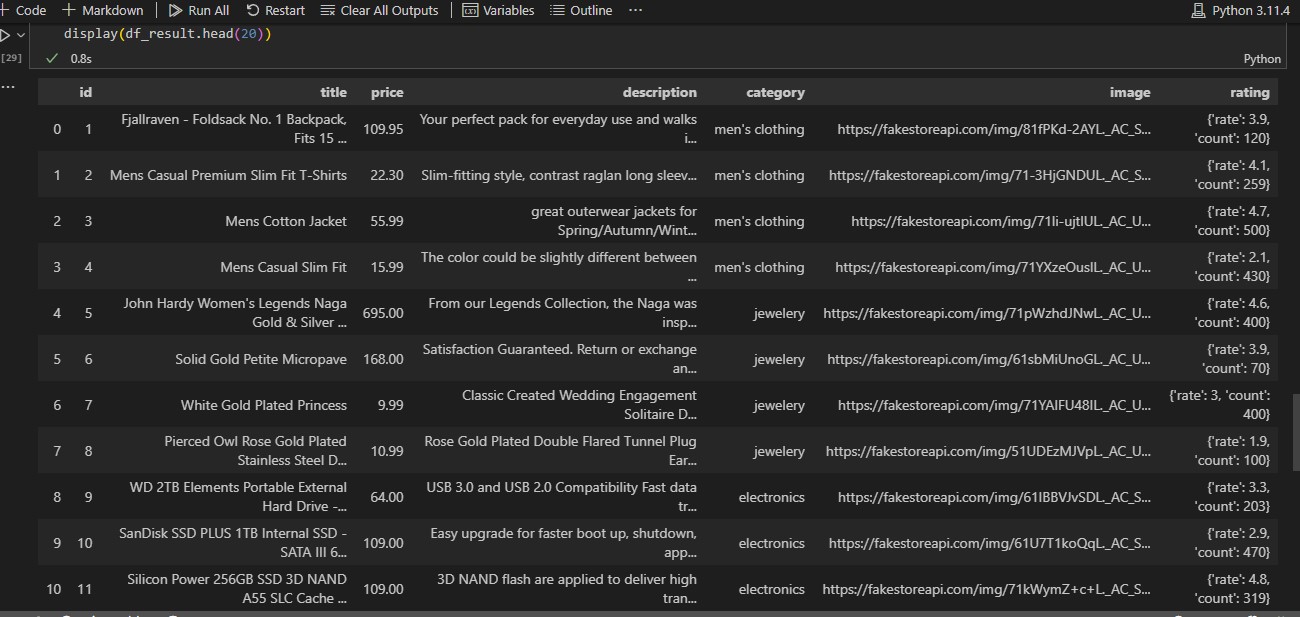 Code Markdown Run All Restart Clear All Outputs Variables Outline ... Python 3.11.4
display(df_result.head(20))
[29] 0.8s Python
...
id title price description category image rating
0 1 Fjallraven - Foldsack No. 1 Backpack, Fits 15 ... 109.95 Your perfect pack for everyday use and walks i... men's clothing https://fakestoreapi.com/img/81fPKd-2AYL._AC_S... {'rate': 3.9, 'count': 120}
1 2 Mens Casual Premium Slim Fit T-Shirts 22.30 Slim-fitting style, contrast raglan long sleev... men's clothing https://fakestoreapi.com/img/71-3HjGNDUL._AC_S... {'rate': 4.1, 'count': 259}
2 3 Mens Cotton Jacket 55.99 great outerwear jackets for Spring/Autumn/Wint... men's clothing https://fakestoreapi.com/img/71li-ujtlUL._AC_U... {'rate': 4.7, 'count': 500}
3 4 Mens Casual Slim Fit 15.99 The color could be slightly different between ... men's clothing https://fakestoreapi.com/img/71YXzeOuslL._AC_U... {'rate': 2.1, 'count': 430}
4 5 John Hardy Women's Legends Naga Gold & Silver ... 695.00 From our Legends Collection, the Naga was insp... jewelery https://fakestoreapi.com/img/71pWzhdJNwL._AC_U... {'rate': 4.6, 'count': 400}
5 6 Solid Gold Petite Micropave 168.00 Satisfaction Guaranteed. Return or exchange an... jewelery https://fakestoreapi.com/img/61sbMiUnoGL._AC_U... {'rate': 3.9, 'count': 70}
6 7 White Gold Plated Princess 9.99 Classic Created Wedding Engagement Solitaire D... jewelery https://fakestoreapi.com/img/71YAIFU48IL._AC_U... {'rate': 3, 'count': 400}
7 8 Pierced Owl Rose Gold Plated Stainless Steel D... 10.99 Rose Gold Plated Double Flared Tunnel Plug Ear... jewelery https://fakestoreapi.com/img/51UDEzMJVpL._AC_U... {'rate': 1.9, 'count': 100}
8 9 WD 2TB Elements Portable External Hard Drive -... 64.00 USB 3.0 and USB 2.0 Compatibility Fast data tr... electronics https://fakestoreapi.com/img/61IBBVJvSDL._AC_S... {'rate': 3.3, 'count': 203}
9 10 SanDisk SSD PLUS 1TB Internal SSD - SATA III 6... 109.00 Easy upgrade for faster boot up, shutdown, app... electronics https://fakestoreapi.com/img/61U7T1koQqL._AC_S... {'rate': 2.9, 'count': 470}
10 11 Silicon Power 256GB SSD 3D NAND A55 SLC Cache ... 109.00 3D NAND flash are applied to deliver high tran... electronics https://fakestoreapi.com/img/71kWymZ+c+L._AC_S... {'rate': 4.8, 'count': 319}